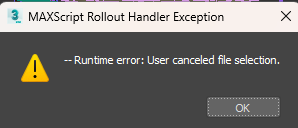 MAXScript Rollout Handler Exception
-- Runtime error: User canceled file selection.
OK